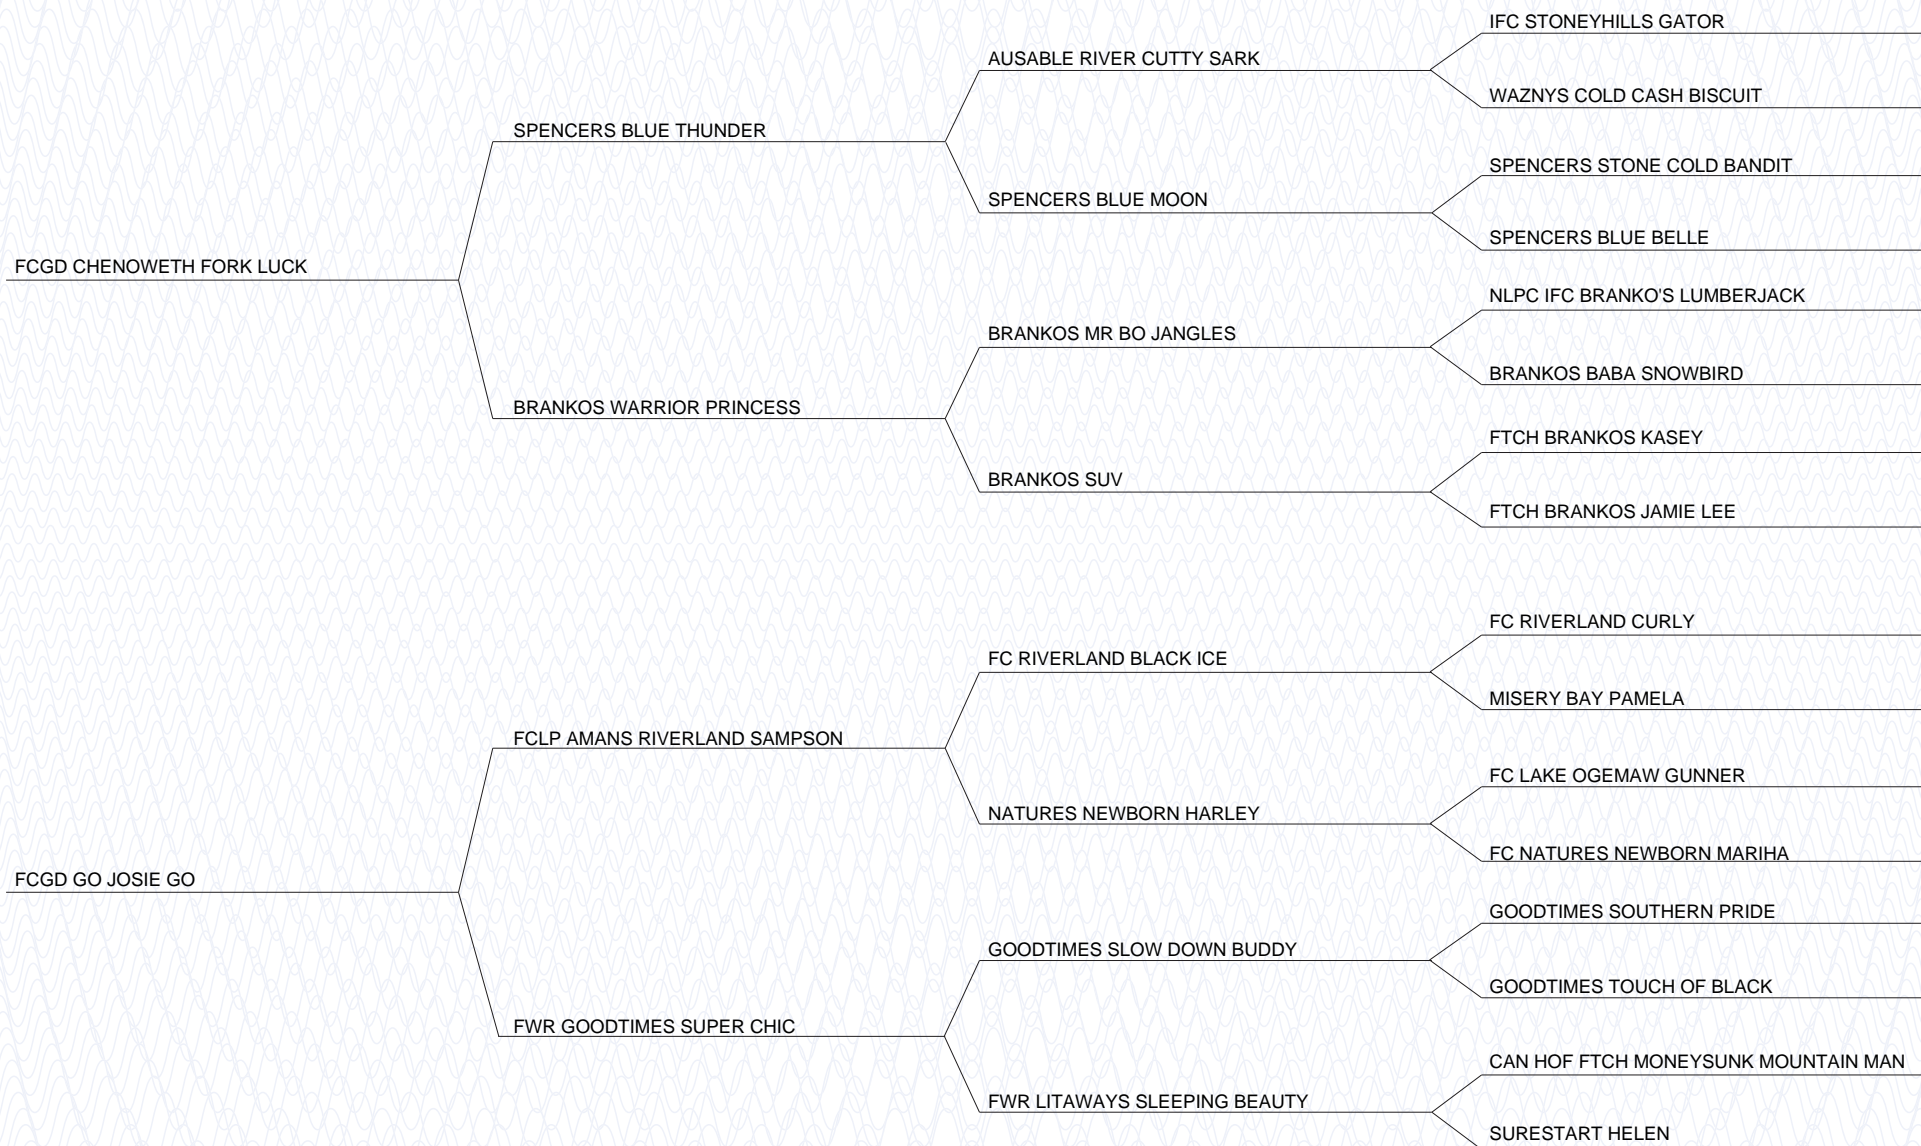 IFC STONEYHILLS GATOR
AUSABLE RIVER CUTTY SARK
WAZNYS COLD CASH BISCUIT
SPENCERS BLUE THUNDER
SPENCERS STONE COLD BANDIT
SPENCERS BLUE MOON
SPENCERS BLUE BELLE
FCGD CHENOWETH FORK LUCK
NLPC IFC BRANKO'S LUMBERJACK
BRANKOS MR BO JANGLES
BRANKOS BABA SNOWBIRD
BRANKOS WARRIOR PRINCESS
FTCH BRANKOS KASEY
BRANKOS SUV
FTCH BRANKOS JAMIE LEE
FC RIVERLAND CURLY
FC RIVERLAND BLACK ICE
MISERY BAY PAMELA
FCLP AMANS RIVERLAND SAMPSON
FC LAKE OGEMAW GUNNER
NATURES NEWBORN HARLEY
FC NATURES NEWBORN MARIHA
FCGD GO JOSIE GO
GOODTIMES SOUTHERN PRIDE
GOODTIMES SLOW DOWN BUDDY
GOODTIMES TOUCH OF BLACK
FWR GOODTIMES SUPER CHIC
CAN HOF FTCH MONEYSUNK MOUNTAIN MAN
FWR LITAWAYS SLEEPING BEAUTY
SURESTART HELEN